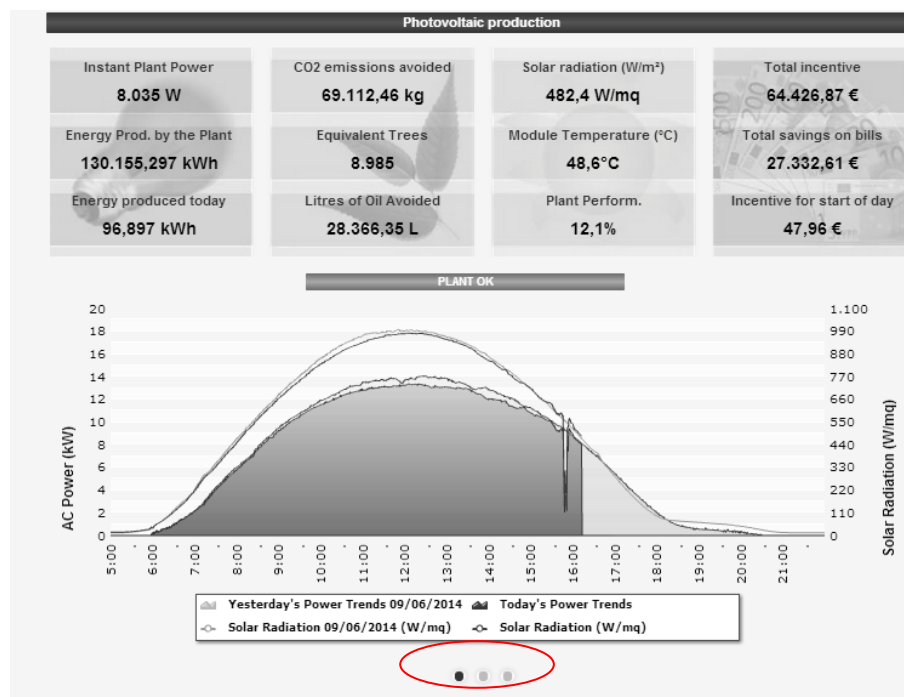 Photovoltaic production
Instant Plant Power
8.035 W
CO2 emissions avoided
69.112,46 kg
Solar radiation (W/m²)
482,4 W/mq
Total incentive
64.426,87 €
Energy Prod. by the Plant
130.155,297 kWh
Equivalent Trees
8.985
Module Temperature (°C)
48,6°C
Total savings on bills
27.332,61 €
Energy produced today
96,897 kWh
Litres of Oil Avoided
28.366,35 L
Plant Perform.
12,1%
Incentive for start of day
47,96 €
PLANT OK
AC Power (kW)
20
18
16
14
12
10
8
6
4
2
0
1.100
990
880
770
660
550
440
330
220
110
0
Solar Radiation (W/mq)
5:00
6:00
7:00
8:00
9:00
10:00
11:00
12:00
13:00
14:00
15:00
16:00
17:00
18:00
19:00
20:00
21:00
Yesterday's Power Trends 09/06/2014
Today's Power Trends
Solar Radiation 09/06/2014 (W/mq)
Solar Radiation (W/mq)